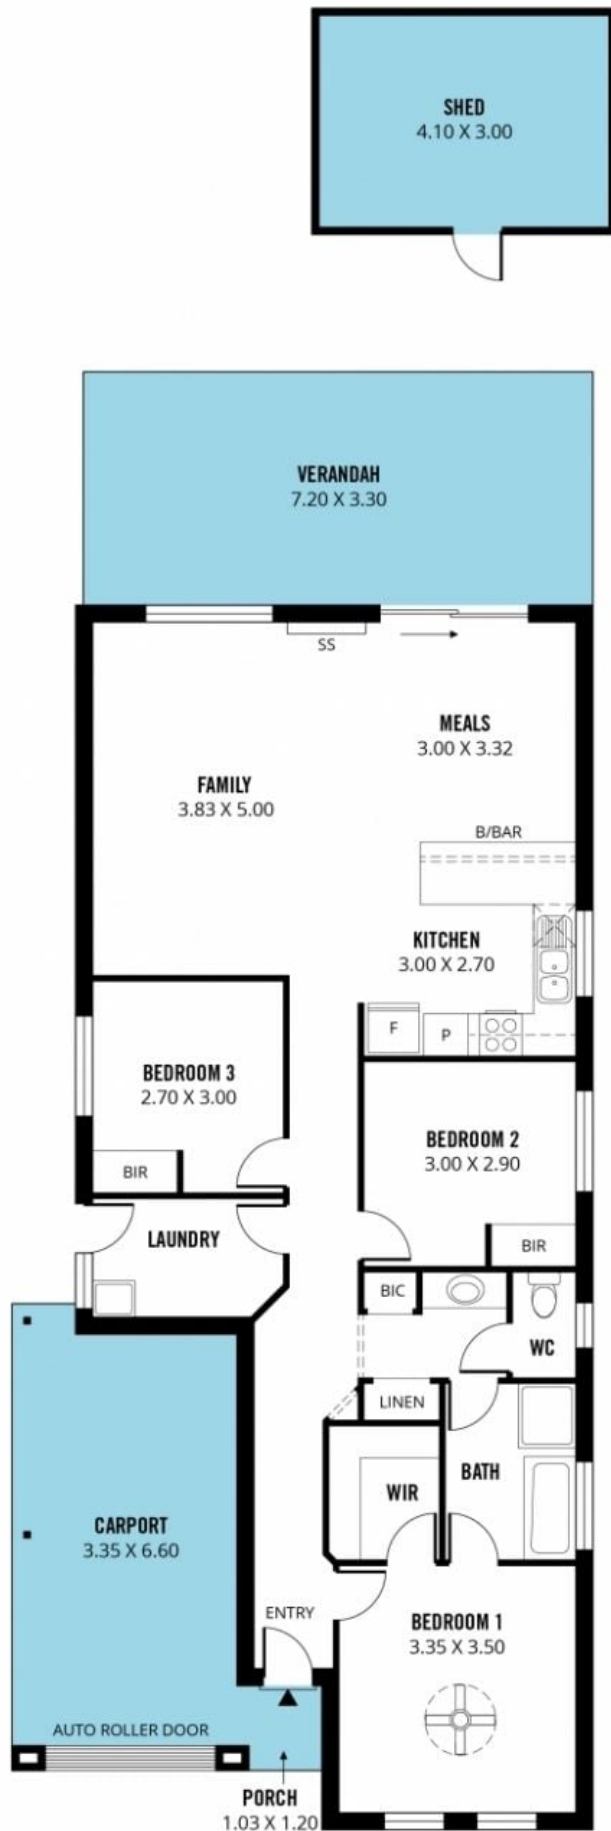 SHED
4.10 X 3.00
VERANDAH
7.20 X 3.30
SS
MEALS
3.00 X 3.32
FAMILY
3.83 X 5.00
B/BAR
KITCHEN
3.00 X 2.70
F
P
BEDROOM 3
2.70 X 3.00
BEDROOM 2
3.00 X 2.90
BIR
LAUNDRY
BIR
BIC
WC
LINEN
BATH
WIR
CARPORT
3.35 X 6.60
ENTRY
BEDROOM 1
3.35 X 3.50
AUTO ROLLER DOOR
PORCH
1.03 X 1.20